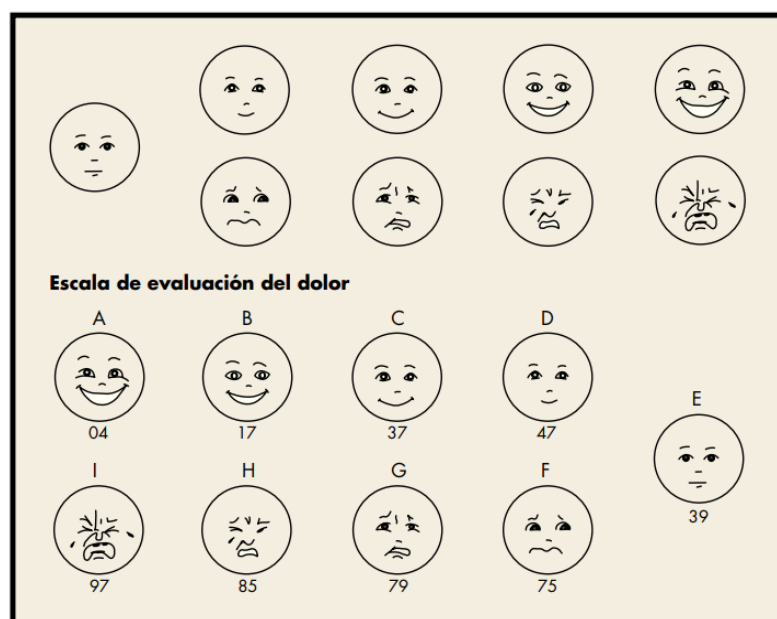 Escala de evaluación del dolor
A B C D
E
04 17 37 47
I H G F
39
97 85 79 75